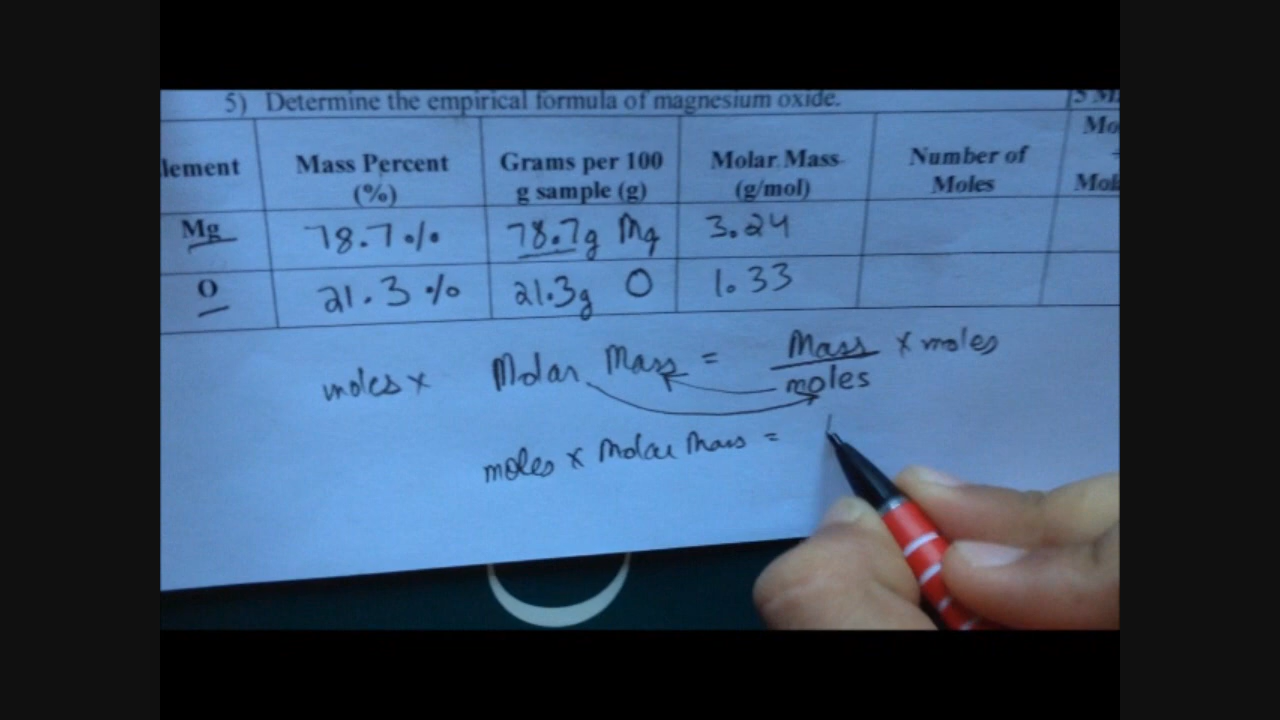 5) Determine the empirical formula of magnesium oxide.
lement Mass Percent (%) Grams per 100 g sample (g) Molar Mass (g/mol) Number of Moles Mo
Mg 78.7% 78.7g Mg 3.24
O 21.3% 21.3g O 1.33
moles x Molar Mass = Mass / moles x moles
moles x Molar Mass =